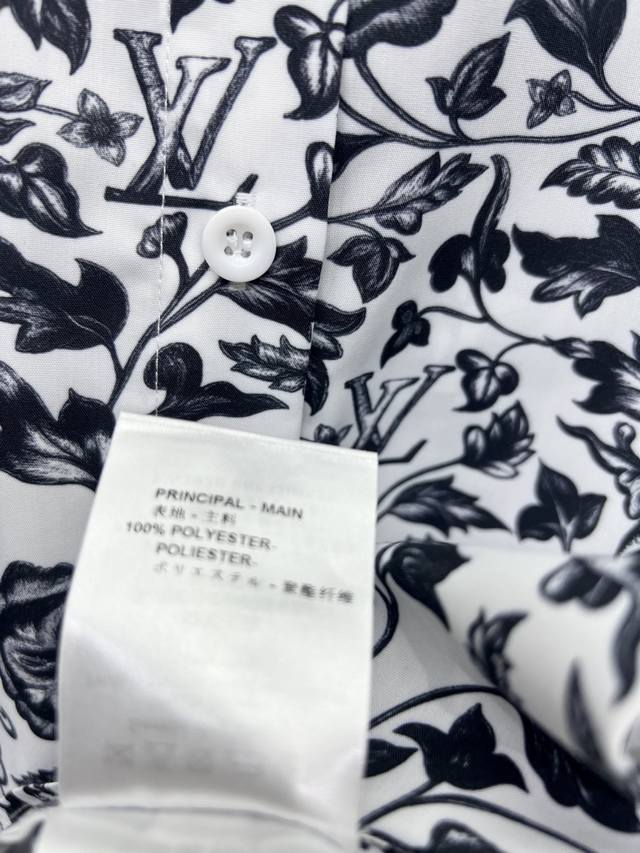 LV
LV
PRINCIPAL - MAIN
表地 - 主料
100% POLYESTER-
POLIESTER-
ポリエステル - 聚酯纤维